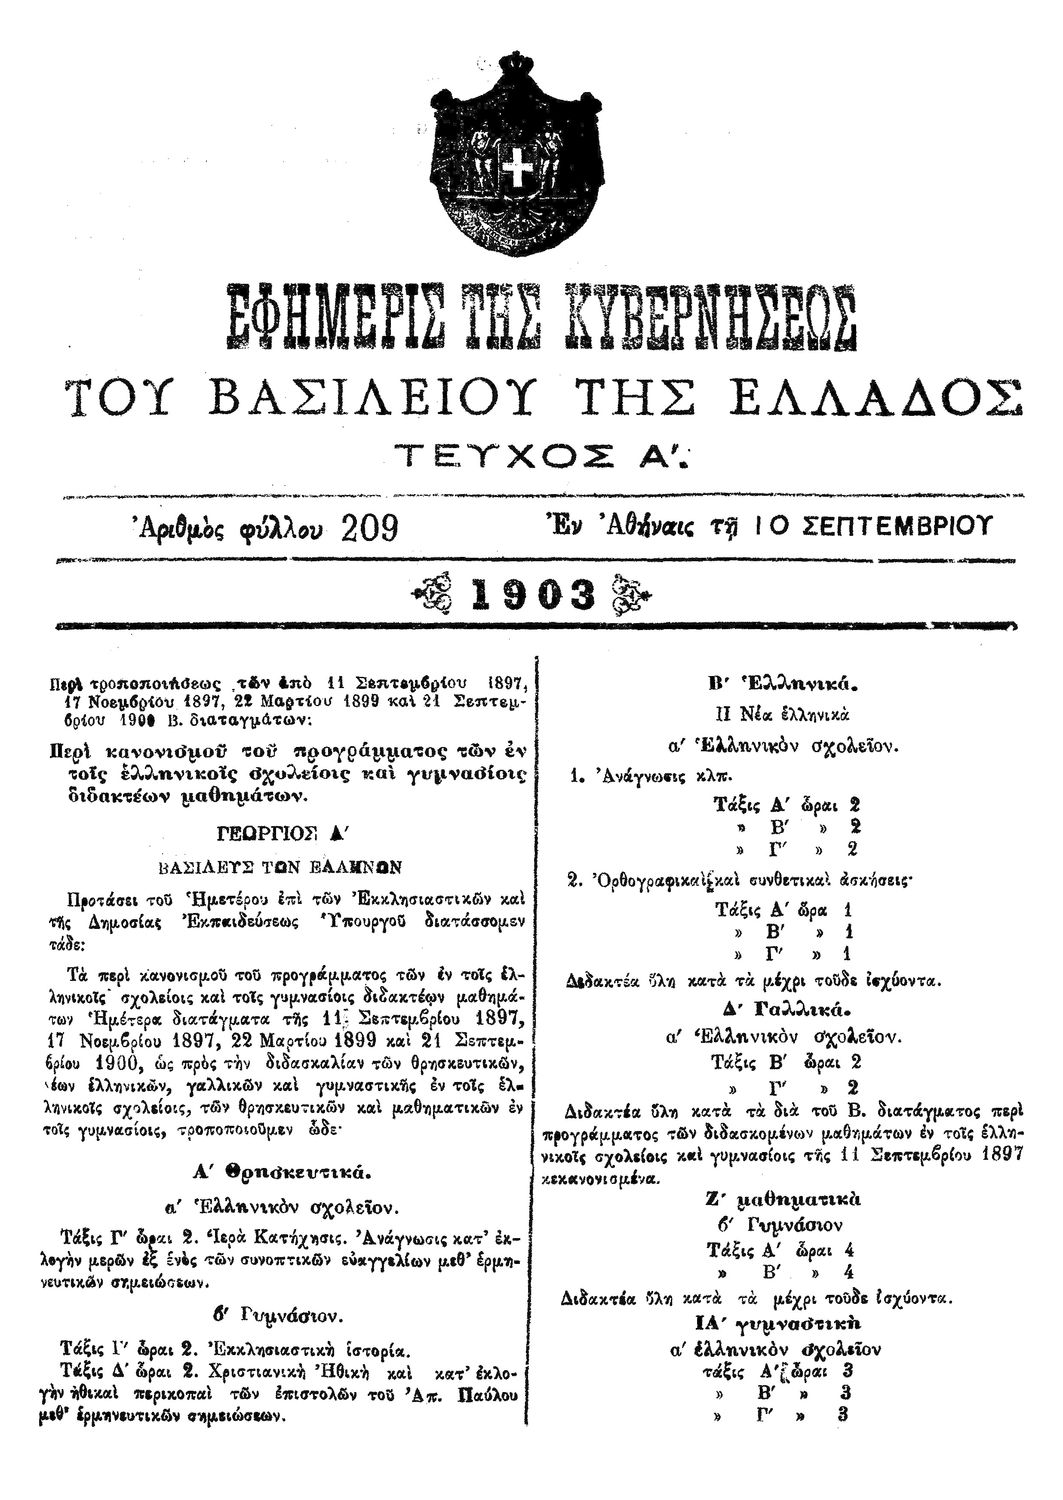 ΕΦΗΜΕΡΙΣ ΤΗΣ ΚΥΒΕΡΝΗΣΕΩΣ
ΤΟΥ ΒΑΣΙΛΕΙΟΥ ΤΗΣ ΕΛΛΑΔΟΣ
ΤΕΥΧΟΣ Α΄.
Ἀριθμὸς φύλλου 209
Ἐν Ἀθήναις τῇ 10 ΣΕΠΤΕΜΒΡΙΟΥ
1903
Περὶ τροποποιήσεως τῶν ἀπὸ 11 Σεπτεμβρίου 1897,
17 Νοεμβρίου 1897, 22 Μαρτίου 1899 καὶ 21 Σεπτεμ-
βρίου 1900 Β. διαταγμάτων:
Περὶ κανονισμοῦ τοῦ προγράμματος τῶν ἐν
τοῖς ἑλληνικοῖς σχολείοις καὶ γυμνασίοις
διδακτέων μαθημάτων.
ΓΕΩΡΓΙΟΣ Α΄
ΒΑΣΙΛΕΥΣ ΤΩΝ ΕΛΛΗΝΩΝ
Προτάσει τοῦ Ἡμετέρου ἐπὶ τῶν Ἐκκλησιαστικῶν καὶ
τῆς Δημοσίας Ἐκπαιδεύσεως Ὑπουργοῦ διατάσσομεν
τάδε:
Τὰ περὶ κανονισμοῦ τοῦ προγράμματος τῶν ἐν τοῖς ἑλ-
ληνικοῖς σχολείοις καὶ τοῖς γυμνασίοις διδακτέων μαθημά-
των Ἡμέτερα διατάγματα τῆς 11 Σεπτεμβρίου 1897,
17 Νοεμβρίου 1897, 22 Μαρτίου 1899 καὶ 21 Σεπτεμ-
βρίου 1900, ὡς πρὸς τὴν διδασκαλίαν τῶν θρησκευτικῶν,
νέων ἑλληνικῶν, γαλλικῶν καὶ γυμναστικῆς ἐν τοῖς ἑλ-
ληνικοῖς σχολείοις, τῶν θρησκευτικῶν καὶ μαθηματικῶν ἐν
τοῖς γυμνασίοις, τροποποιοῦμεν ὧδε·
Α΄ Θρησκευτικά.
α΄ Ἑλληνικὸν σχολεῖον.
Τάξις Γ΄ ὧραι 2. Ἱερὰ Κατήχησις. Ἀνάγνωσις κατ' ἐκ-
λογὴν μερῶν ἐξ ἑνὸς τῶν συνοπτικῶν εὐαγγελίων μεθ' ἑρμη-
νευτικῶν σημειώσεων.
β΄ Γυμνάσιον.
Τάξις Γ΄ ὧραι 2. Ἐκκλησιαστικὴ ἱστορία.
Τάξις Δ΄ ὧραι 2. Χριστιανικὴ Ἠθικὴ καὶ κατ' ἐκλο-
γὴν ἠθικαὶ περικοπαὶ τῶν ἐπιστολῶν τοῦ Ἀπ. Παύλου
μεθ' ἑρμηνευτικῶν σημειώσεων.
Β΄ Ἑλληνικά.
ΙΙ Νέα ἑλληνικὰ
α΄ Ἑλληνικὸν σχολεῖον.
1. Ἀνάγνωσις κλπ.
Τάξις Α΄ ὧραι 2
» Β΄ » 2
» Γ΄ » 2
2. Ὀρθογραφικαὶ καὶ συνθετικαὶ ἀσκήσεις·
Τάξις Α΄ ὥρα 1
» Β΄ » 1
» Γ΄ » 1
Διδακτέα ὕλη κατὰ τὰ μέχρι τοῦδε ἰσχύοντα.
Δ΄ Γαλλικά.
α΄ Ἑλληνικὸν σχολεῖον.
Τάξις Β΄ ὧραι 2
» Γ΄ » 2
Διδακτέα ὕλη κατὰ τὰ διὰ τοῦ Β. διατάγματος περὶ
προγράμματος τῶν διδασκομένων μαθημάτων ἐν τοῖς ἑλλη-
νικοῖς σχολείοις καὶ γυμνασίοις τῆς 11 Σεπτεμβρίου 1897
κεκανονισμένα.
Ζ΄ μαθηματικὰ
β΄ Γυμνάσιον
Τάξις Α΄ ὧραι 4
» Β΄ » 4
Διδακτέα ὕλη κατὰ τὰ μέχρι τοῦδε ἰσχύοντα.
ΙΑ΄ γυμναστικὴ
α΄ ἑλληνικὸν σχολεῖον
τάξις Α΄ ὧραι 3
» Β΄ » 3
» Γ΄ » 3